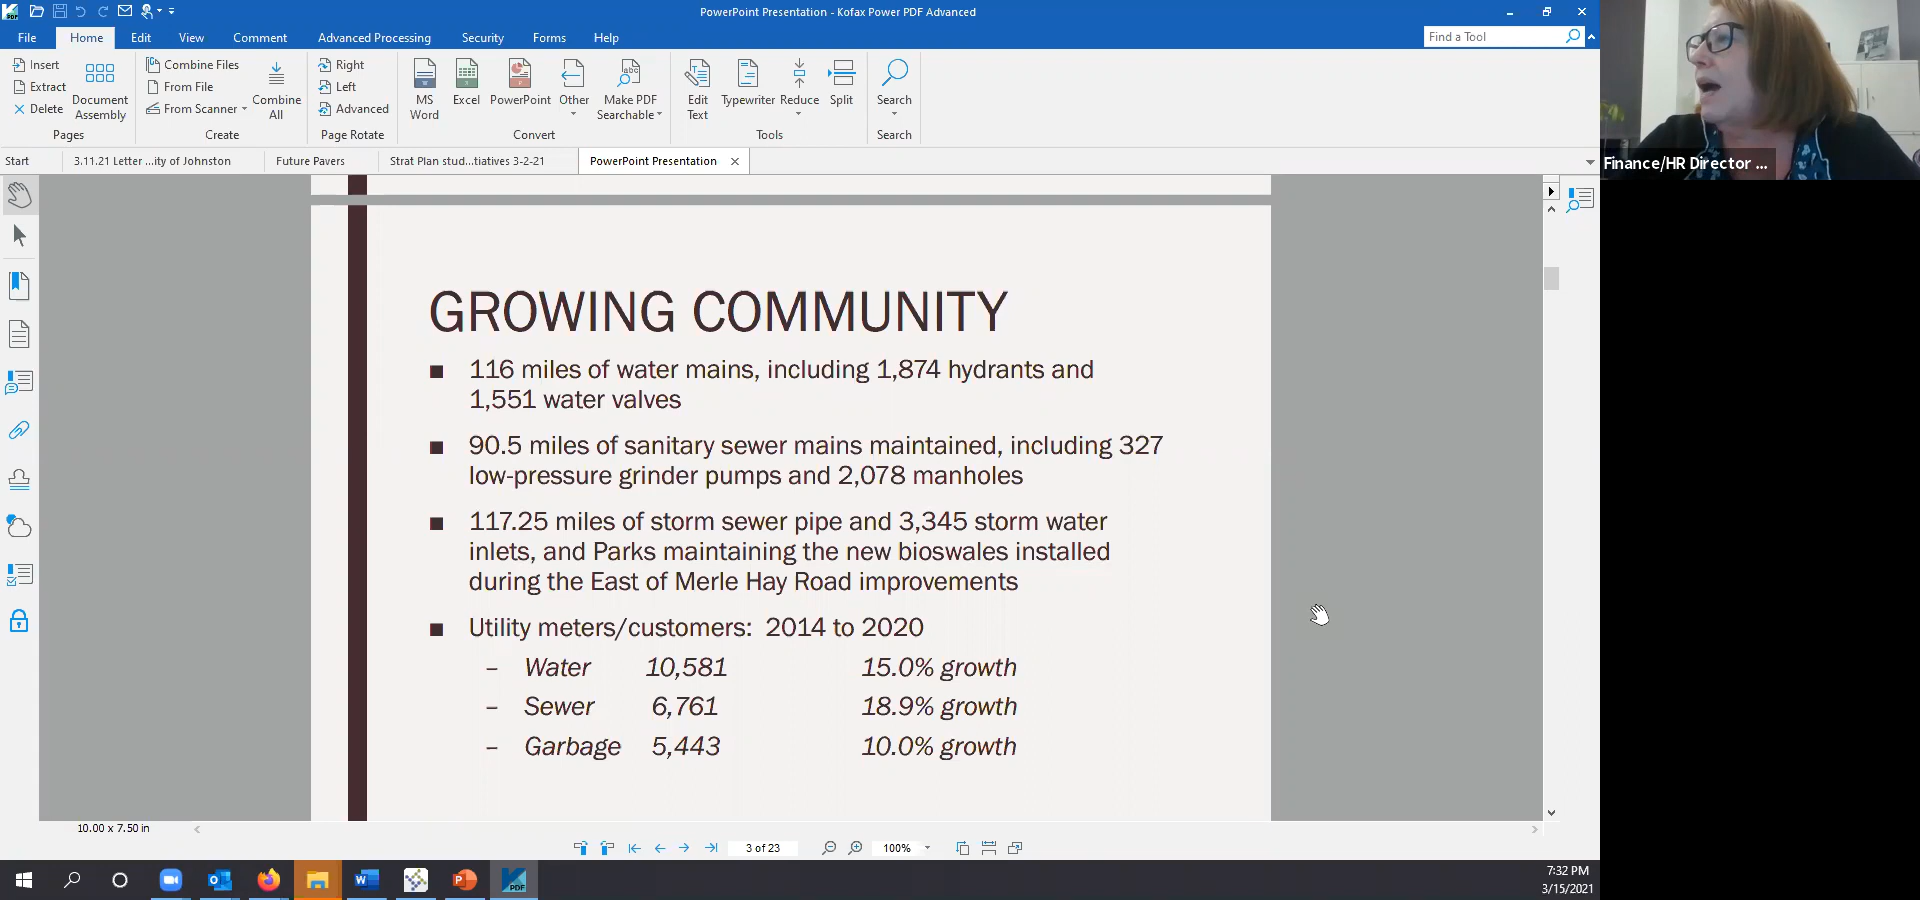 PowerPoint Presentation - Kofax Power PDF Advanced
File Home Edit View Comment Advanced Processing Security Forms Help
Find a Tool
Insert
Extract
Delete
Document
Assembly
Pages
Combine Files
From File
From Scanner
Combine
All
Create
Right
Left
Advanced
Page Rotate
MS
Word
Excel
PowerPoint
Other
Make PDF
Searchable
Convert
Edit
Text
Typewriter
Reduce
Split
Tools
Search
Search
Finance/HR Director ...
Start 3.11.21 Letter ...ity of Johnston Future Pavers Strat Plan stud...tiatives 3-2-21 PowerPoint Presentation
GROWING COMMUNITY
116 miles of water mains, including 1,874 hydrants and
1,551 water valves
90.5 miles of sanitary sewer mains maintained, including 327
low-pressure grinder pumps and 2,078 manholes
117.25 miles of storm sewer pipe and 3,345 storm water
inlets, and Parks maintaining the new bioswales installed
during the East of Merle Hay Road improvements
Utility meters/customers: 2014 to 2020
– Water 10,581 15.0% growth
– Sewer 6,761 18.9% growth
– Garbage 5,443 10.0% growth
10.00 x 7.50 in
3 of 23
100%
7:32 PM
3/15/2021